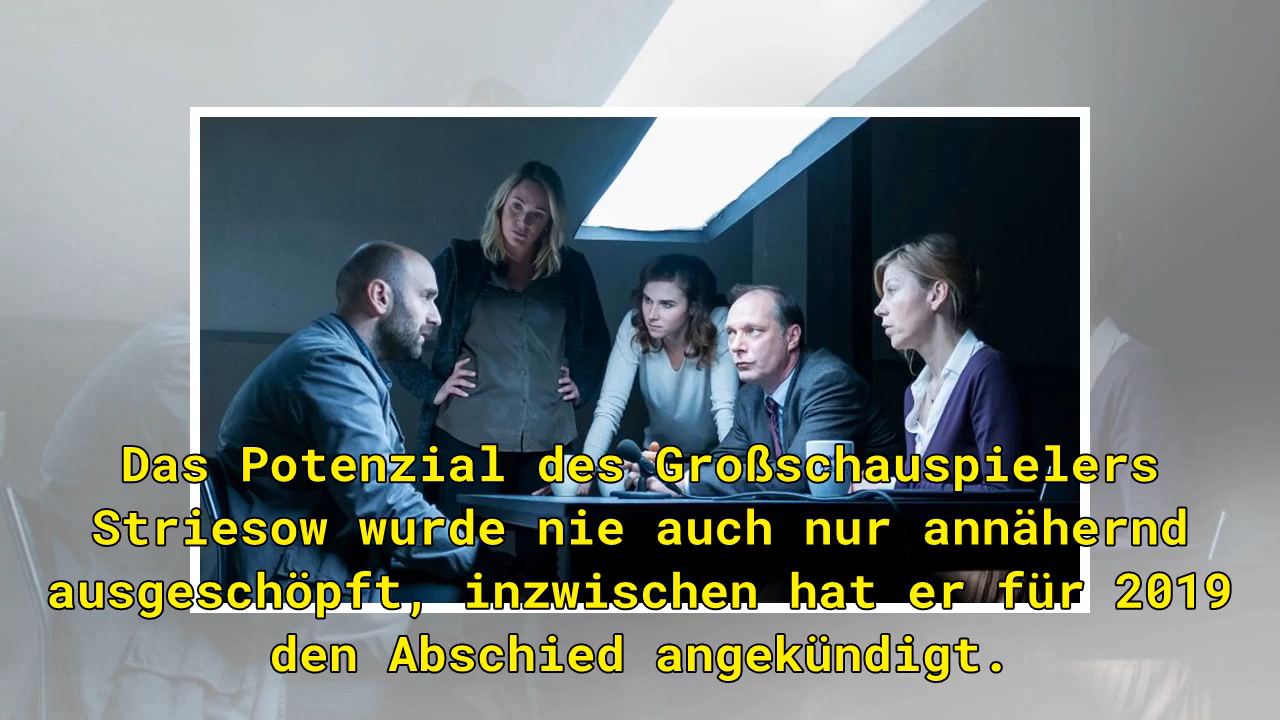 Das Potenzial des Großschauspielers
Striesow wurde nie auch nur annähernd
ausgeschöpft, inzwischen hat er für 2019
den Abschied angekündigt.